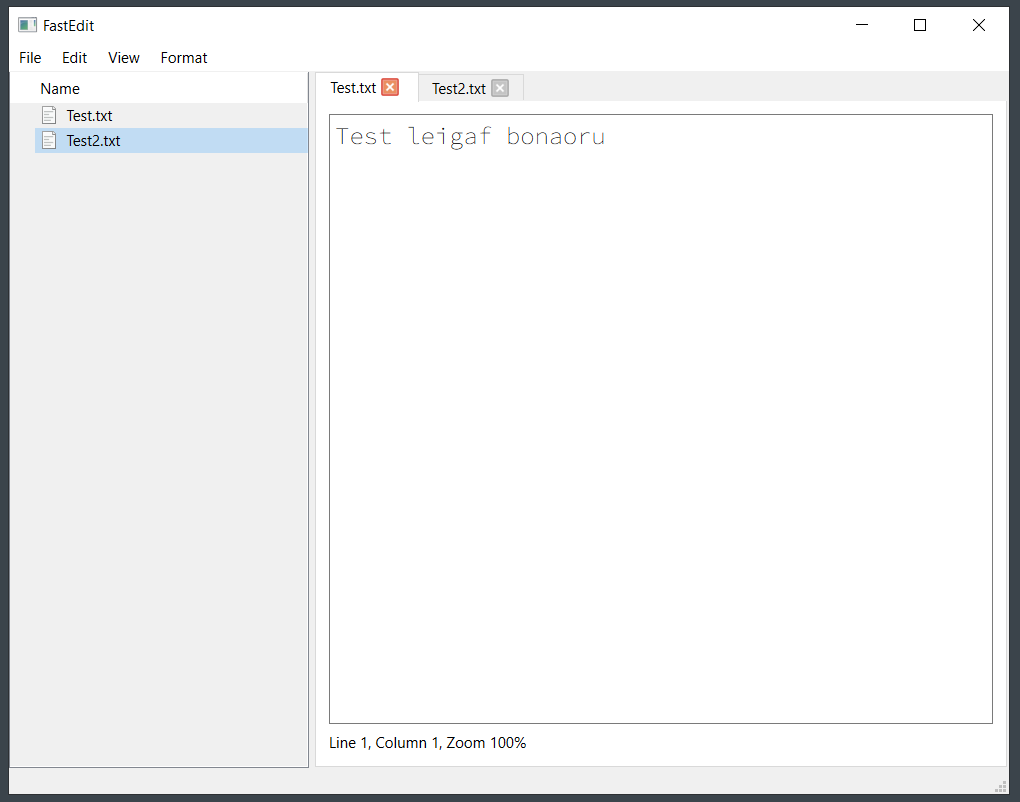 FastEdit
File Edit View Format
Name
Test.txt
Test2.txt
Test.txt Test2.txt
Test leigaf bonaoru
Line 1, Column 1, Zoom 100%